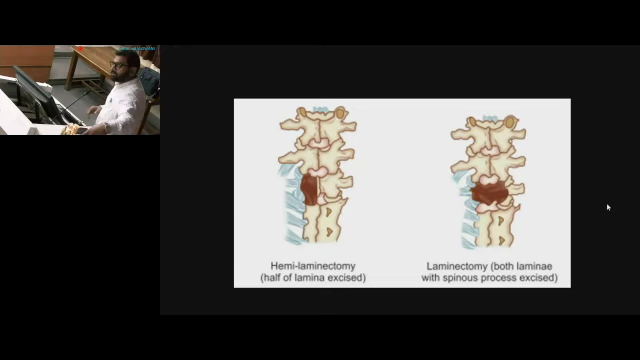 Hemi-laminectomy
(half of lamina excised)
Laminectomy (both laminae
with spinous process excised)